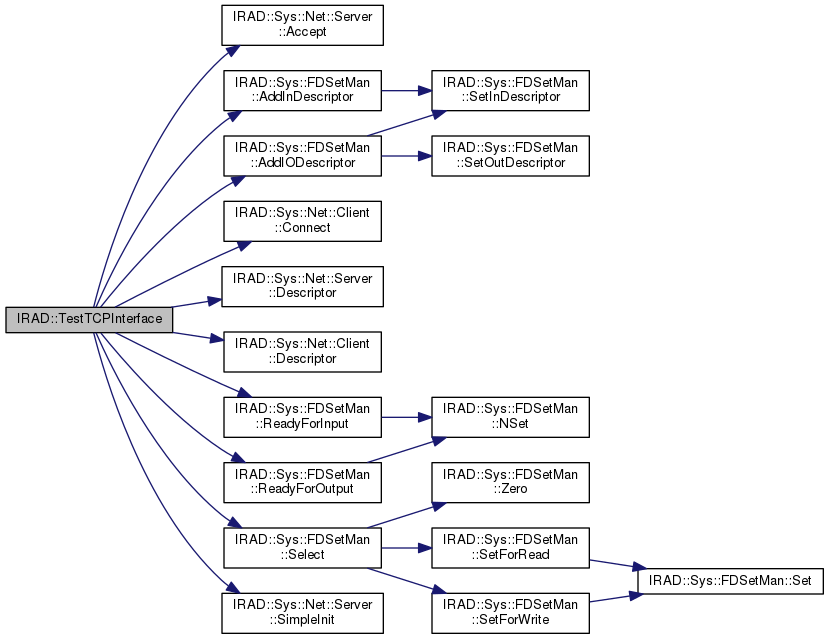 IRAD::Sys::Net::Server
::Accept
IRAD::Sys::FDSetMan
::AddInDescriptor
IRAD::Sys::FDSetMan
::SetInDescriptor
IRAD::Sys::FDSetMan
::AddIODescriptor
IRAD::Sys::FDSetMan
::SetOutDescriptor
IRAD::Sys::Net::Client
::Connect
IRAD::Sys::Net::Server
::Descriptor
IRAD::TestTCPInterface
IRAD::Sys::Net::Client
::Descriptor
IRAD::Sys::FDSetMan
::ReadyForInput
IRAD::Sys::FDSetMan
::NSet
IRAD::Sys::FDSetMan
::ReadyForOutput
IRAD::Sys::FDSetMan
::Zero
IRAD::Sys::FDSetMan
::Select
IRAD::Sys::FDSetMan
::SetForRead
IRAD::Sys::FDSetMan::Set
IRAD::Sys::Net::Server
::SimpleInit
IRAD::Sys::FDSetMan
::SetForWrite